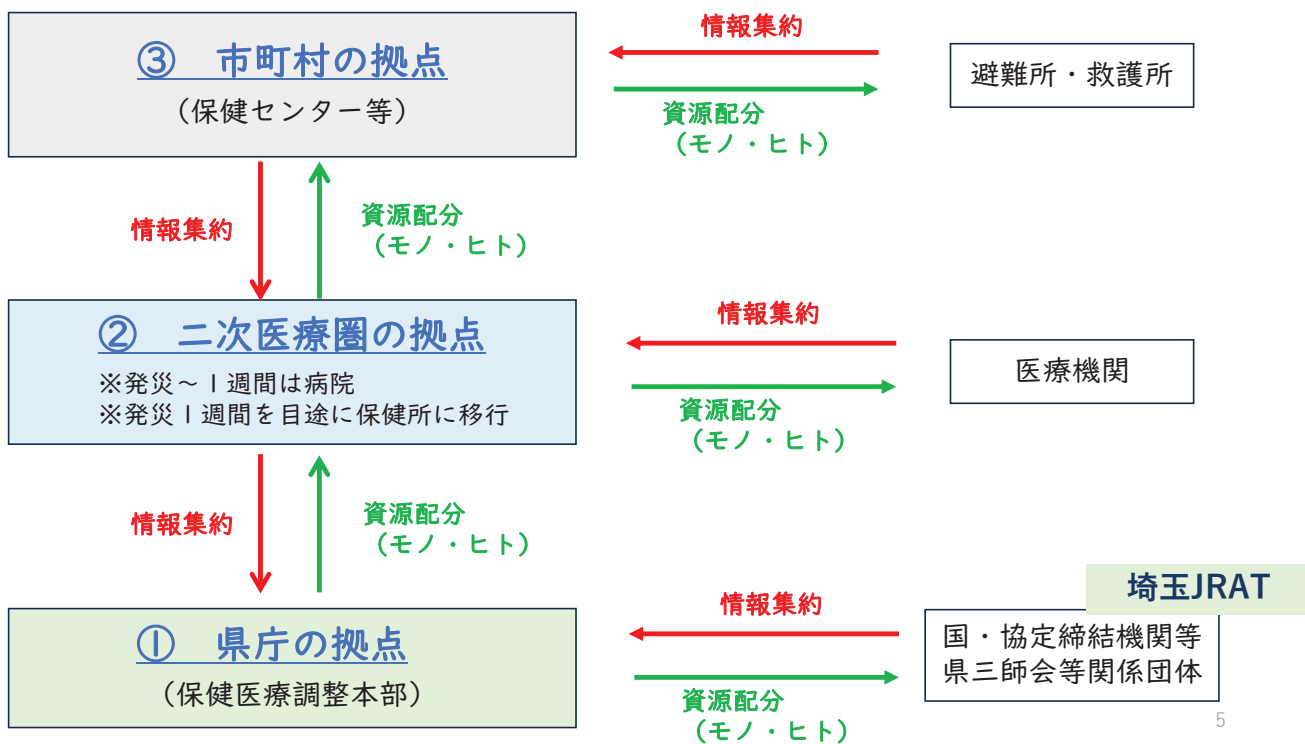 ③　市町村の拠点
（保健センター等）
情報集約
資源配分
（モノ・ヒト）
避難所・救護所
情報集約
資源配分
（モノ・ヒト）
②　二次医療圏の拠点
※発災～１週間は病院
※発災１週間を目途に保健所に移行
情報集約
資源配分
（モノ・ヒト）
医療機関
情報集約
資源配分
（モノ・ヒト）
①　県庁の拠点
（保健医療調整本部）
情報集約
資源配分
（モノ・ヒト）
埼玉JRAT
国・協定締結機関等
県三師会等関係団体
5